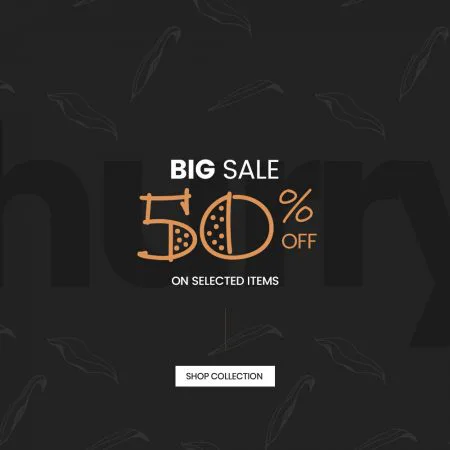 hurry
BIG SALE
50%
OFF
ON SELECTED ITEMS
SHOP COLLECTION